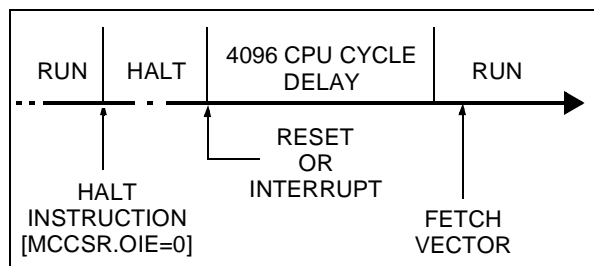 RUN
HALT
4096 CPU CYCLE
DELAY
RUN
HALT
INSTRUCTION
[MCCSR.OIE=0]
RESET
OR
INTERRUPT
FETCH
VECTOR